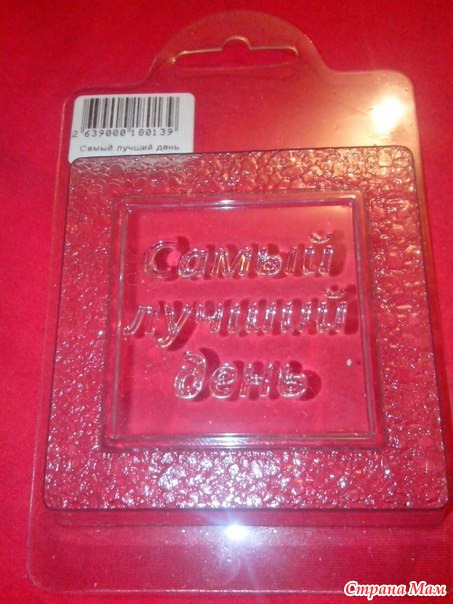 2 639000 180139
Самый лучший день
Самый
лучший
день
Страна Мам